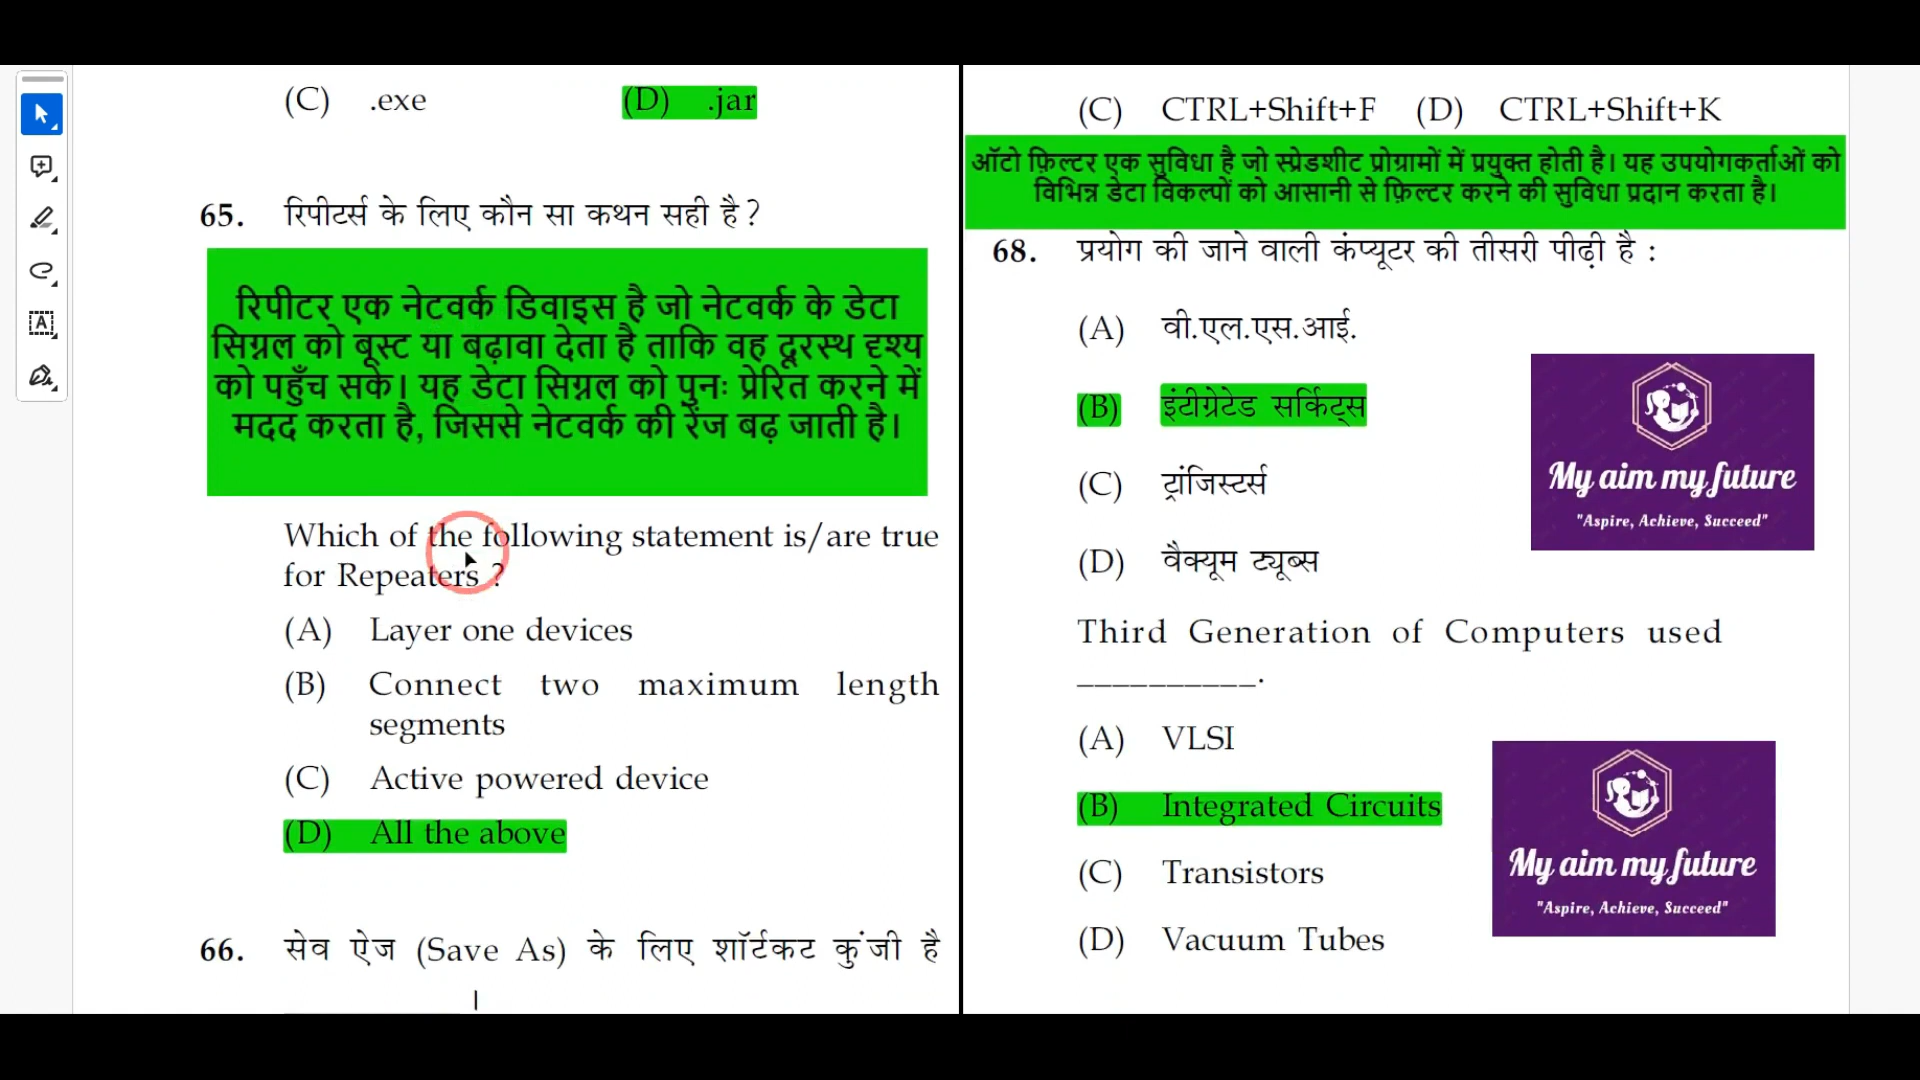 (C) .exe (D) .jar
65. रिपीटर्स के लिए कौन सा कथन सही है ?
रिपीटर एक नेटवर्क डिवाइस है जो नेटवर्क के डेटा
सिग्नल को बूस्ट या बढ़ावा देता है ताकि वह दूरस्थ दृश्य
को पहुँच सके। यह डेटा सिग्नल को पुनः प्रेरित करने में
मदद करता है, जिससे नेटवर्क की रेंज बढ़ जाती है।
Which of the following statement is/are true
for Repeaters ?
(A) Layer one devices
(B) Connect two maximum length
segments
(C) Active powered device
(D) All the above
66. सेव ऐज (Save As) के लिए शॉर्टकट कुंजी है
__________ ।
(C) CTRL+Shift+F (D) CTRL+Shift+K
ऑटो फ़िल्टर एक सुविधा है जो स्प्रेडशीट प्रोग्रामों में प्रयुक्त होती है। यह उपयोगकर्ताओं को
विभिन्न डेटा विकल्पों को आसानी से फ़िल्टर करने की सुविधा प्रदान करता है।
68. प्रयोग की जाने वाली कंप्यूटर की तीसरी पीढ़ी है :
(A) वी.एल.एस.आई.
(B) इंटीग्रेटेड सर्किट्स
(C) ट्रांजिस्टर्स
(D) वैक्यूम ट्यूब्स
My aim my future
"Aspire, Achieve, Succeed"
Third Generation of Computers used
__________.
(A) VLSI
(B) Integrated Circuits
(C) Transistors
(D) Vacuum Tubes
My aim my future
"Aspire, Achieve, Succeed"